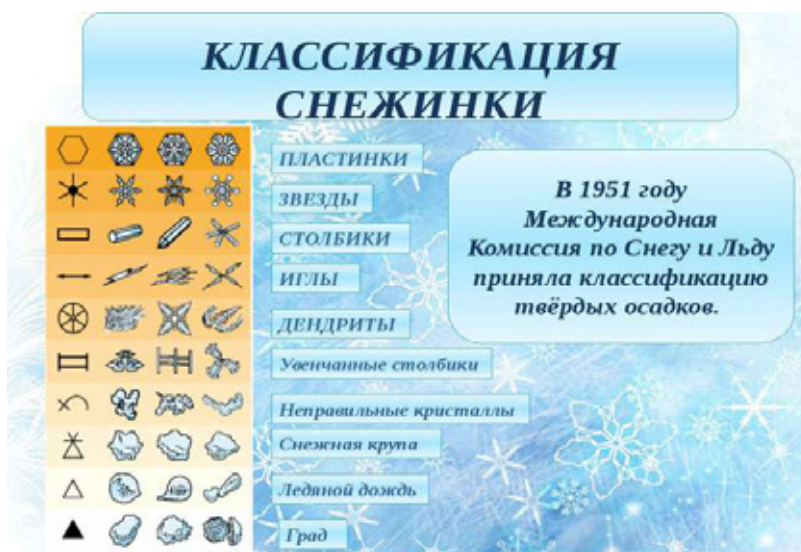 КЛАССИФИКАЦИЯ
СНЕЖИНКИ
ПЛАСТИНКИ
ЗВЕЗДЫ
СТОЛБИКИ
ИГЛЫ
ДЕНДРИТЫ
Увенчанные столбики
Неправильные кристаллы
Снежная крупа
Ледяной дождь
Град
В 1951 году
Международная
Комиссия по Снегу и Льду
приняла классификацию
твёрдых осадков.